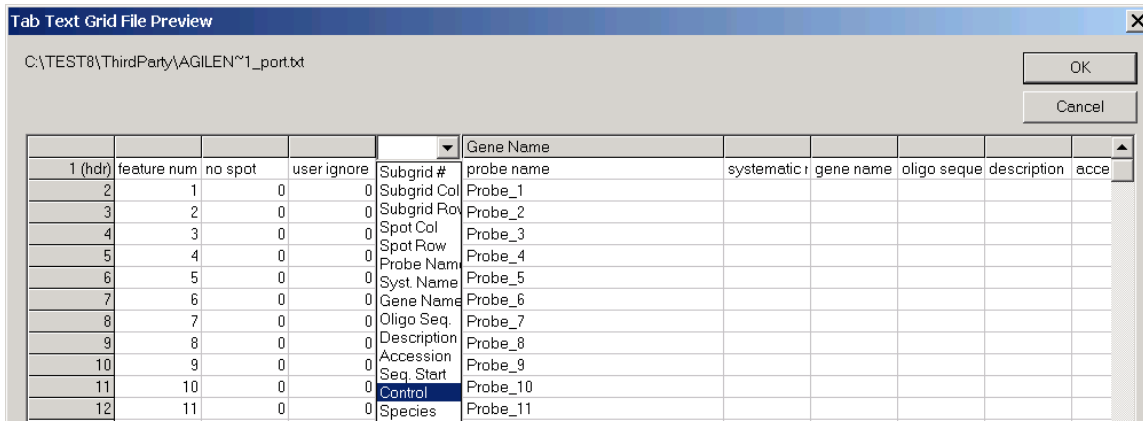 Tab Text Grid File Preview
C:\TEST8\ThirdParty\AGILEN~1_port.txt
OK
Cancel
Gene Name
1 (hdr) feature num no spot user ignore Subgrid # probe name systematic r gene name oligo seque description acce
2 1 0 0 Subgrid Col Probe_1
3 2 0 0 Subgrid Row Probe_2
4 3 0 0 Spot Col Probe_3
Spot Row
5 4 0 0 Probe Name Probe_4
6 5 0 0 Syst. Name Probe_5
7 6 0 0 Gene Name Probe_6
8 7 0 0 Oligo Seq. Probe_7
9 8 0 0 Description Probe_8
Accession
10 9 0 0 Seq. Start Probe_9
11 10 0 0 Control Probe_10
12 11 0 0 Species Probe_11